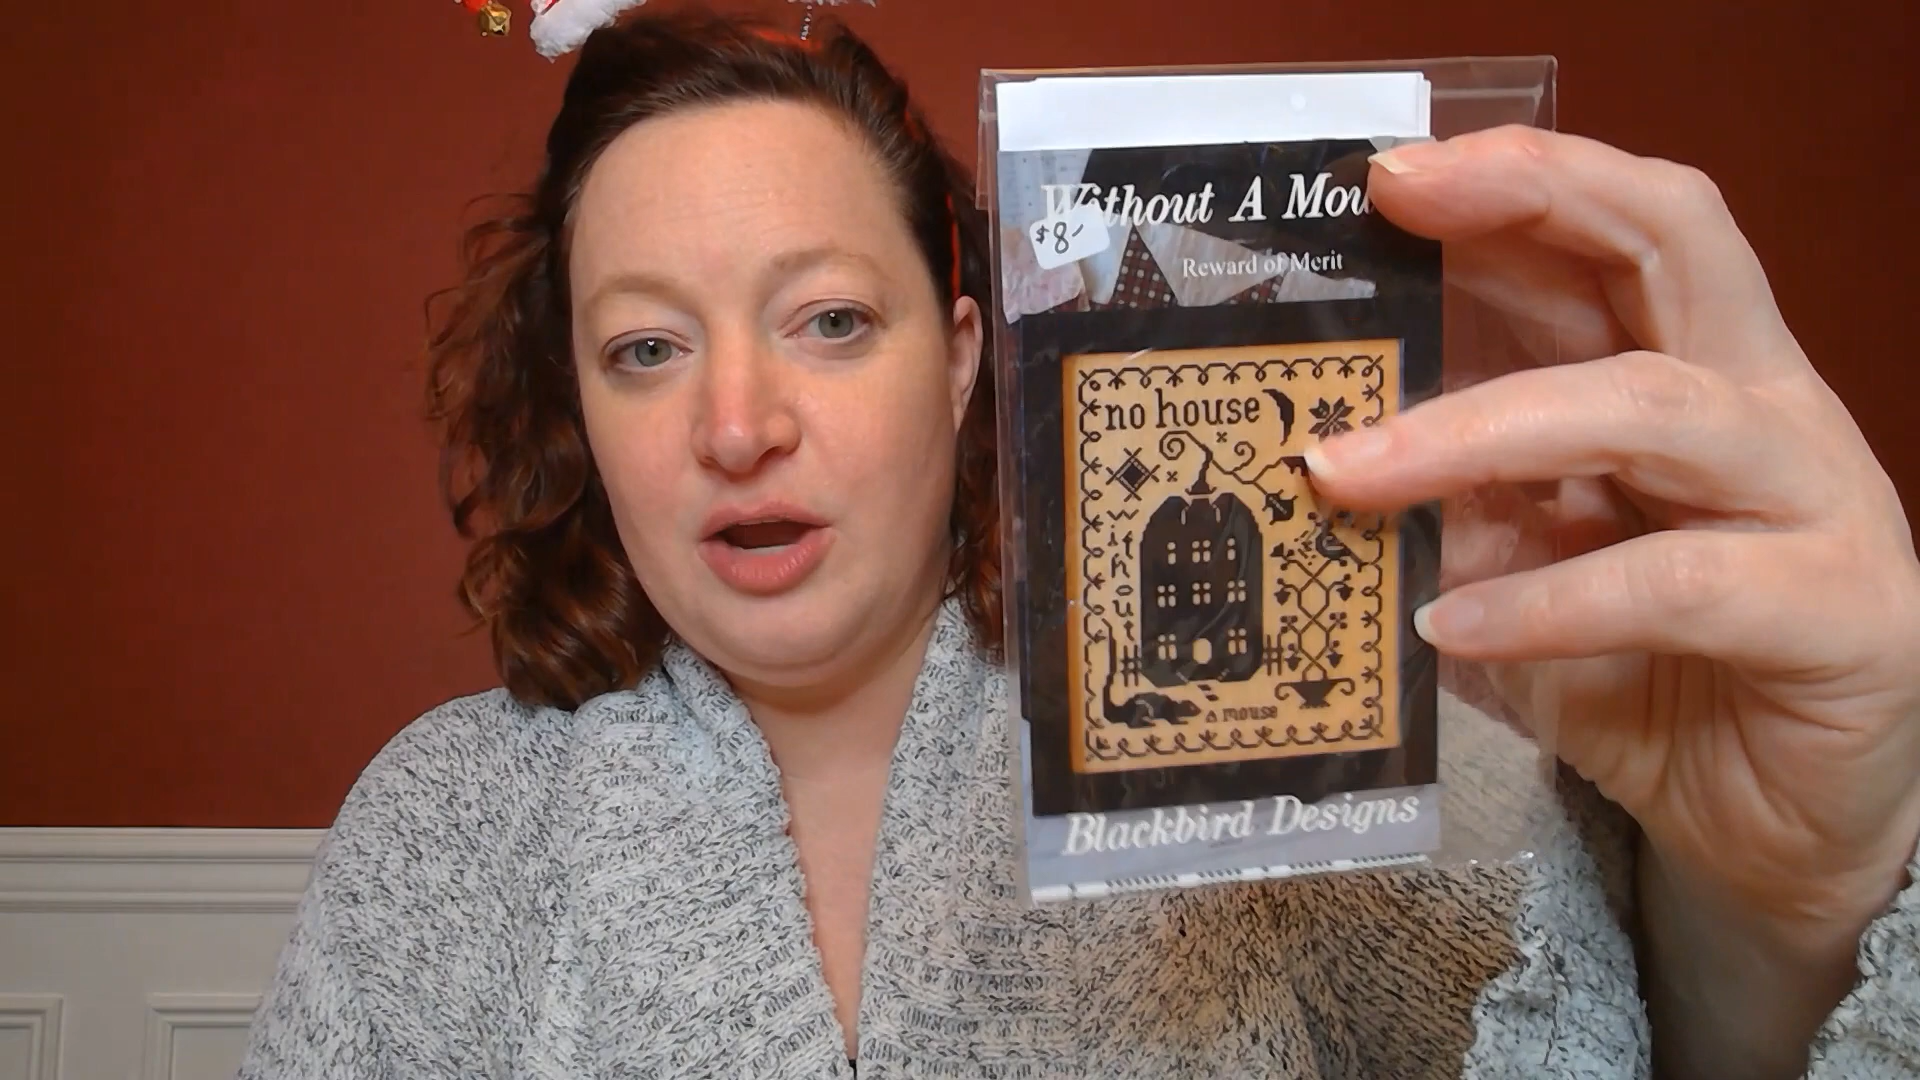 Without A Mou
$8-
Reward of Merit
no house
without
a mouse
Blackbird Designs